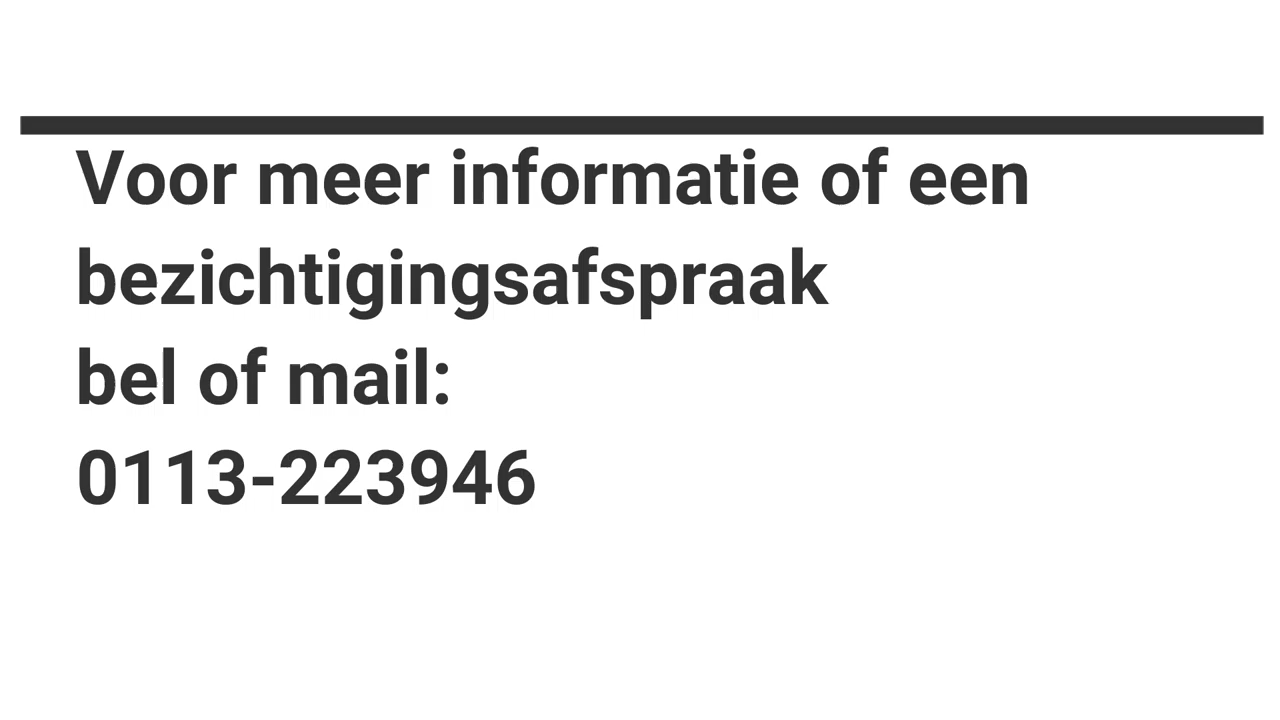 Voor meer informatie of een
bezichtigingsafspraak
bel of mail:
0113-223946